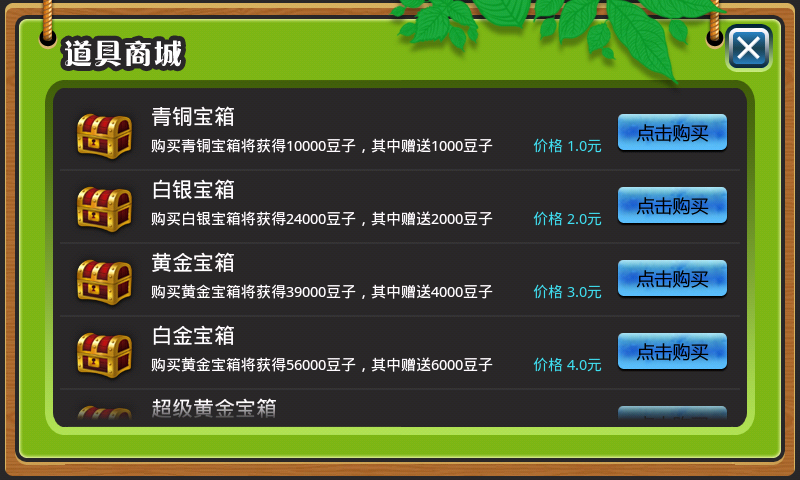 道具商城
青铜宝箱
购买青铜宝箱将获得10000豆子，其中赠送1000豆子 价格 1.0元 点击购买
白银宝箱
购买白银宝箱将获得24000豆子，其中赠送2000豆子 价格 2.0元 点击购买
黄金宝箱
购买黄金宝箱将获得39000豆子，其中赠送4000豆子 价格 3.0元 点击购买
白金宝箱
购买黄金宝箱将获得56000豆子，其中赠送6000豆子 价格 4.0元 点击购买
超级黄金宝箱